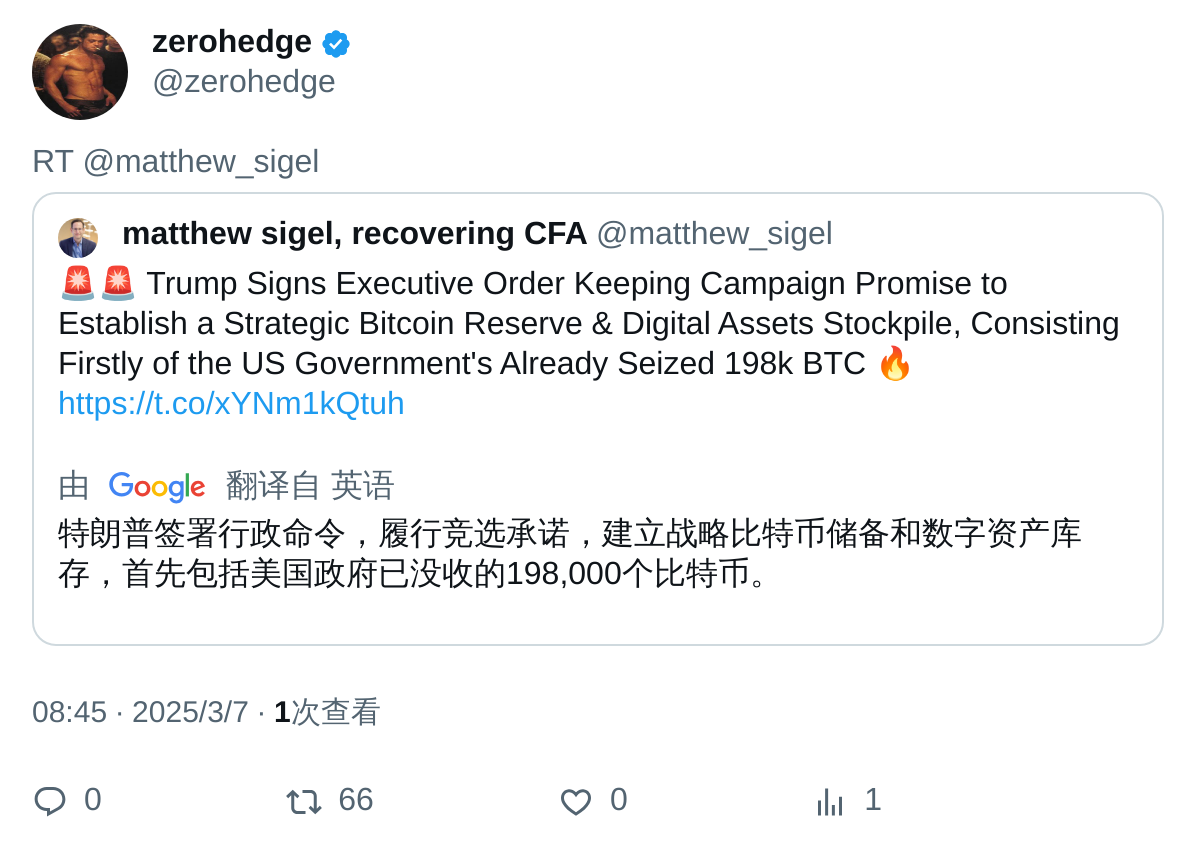 zerohedge
@zerohedge
RT @matthew_sigel
matthew sigel, recovering CFA @matthew_sigel
🚨🚨 Trump Signs Executive Order Keeping Campaign Promise to
Establish a Strategic Bitcoin Reserve & Digital Assets Stockpile, Consisting
Firstly of the US Government's Already Seized 198k BTC 🔥
https://t.co/xYNm1kQtuh
由 Google 翻译自 英语
特朗普签署行政命令，履行竞选承诺，建立战略比特币储备和数字资产库
存，首先包括美国政府已没收的198,000个比特币。
08:45 · 2025/3/7 · 1次查看
0 66 0 1